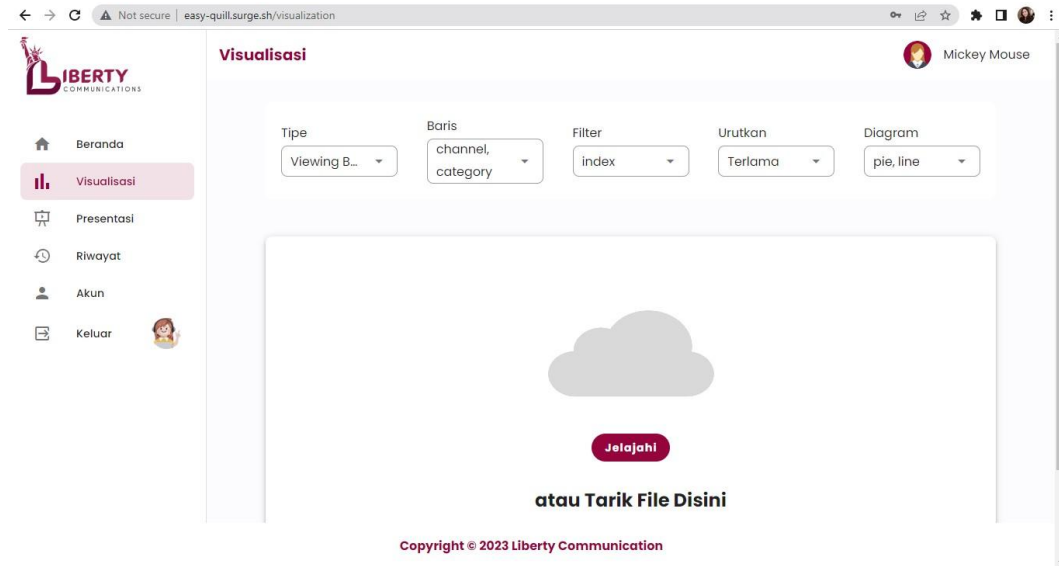 Not secure | easy-quill.surge.sh/visualization
LIBERTY
COMMUNICATIONS
Visualisasi
Mickey Mouse
Beranda
Visualisasi
Presentasi
Riwayat
Akun
Keluar
Tipe
Viewing B...
Baris
channel,
category
Filter
index
Urutkan
Terlama
Diagram
pie, line
Jelajahi
atau Tarik File Disini
Copyright © 2023 Liberty Communication